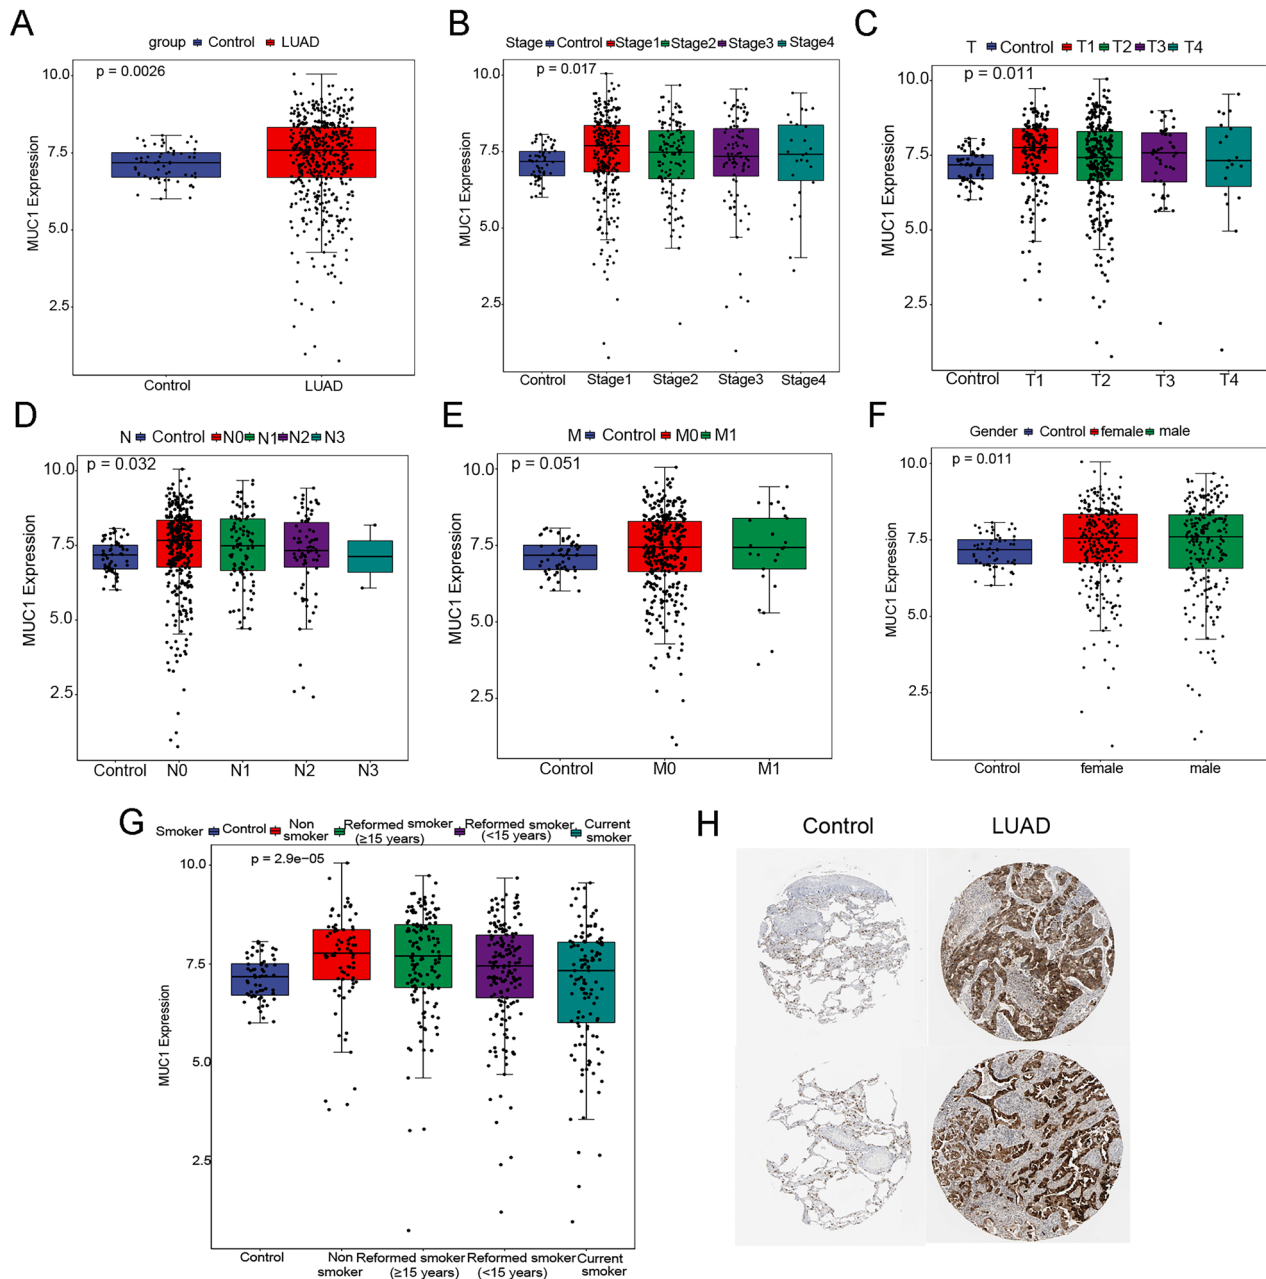 A
group Control LUAD
p = 0.0026
MUC1 Expression
10.0
7.5
5.0
2.5
Control LUAD
B
Stage Control Stage1 Stage2 Stage3 Stage4
p = 0.017
MUC1 Expression
10.0
7.5
5.0
2.5
Control Stage1 Stage2 Stage3 Stage4
C
T Control T1 T2 T3 T4
p = 0.011
MUC1 Expression
10.0
7.5
5.0
2.5
Control T1 T2 T3 T4
D
N Control N0 N1 N2 N3
p = 0.032
MUC1 Expression
10.0
7.5
5.0
2.5
Control N0 N1 N2 N3
E
M Control M0 M1
p = 0.051
MUC1 Expression
10.0
7.5
5.0
2.5
Control M0 M1
F
Gender Control female male
p = 0.011
MUC1 Expression
10.0
7.5
5.0
2.5
Control female male
G
Smoker Control Non smoker Reformed smoker (≥15 years) Reformed smoker (<15 years) Current smoker
p = 2.9e−05
MUC1 Expression
10.0
7.5
5.0
2.5
Control Non Reformed smoker Reformed smoker Current
smoker (≥15 years) (<15 years) smoker
H
Control LUAD